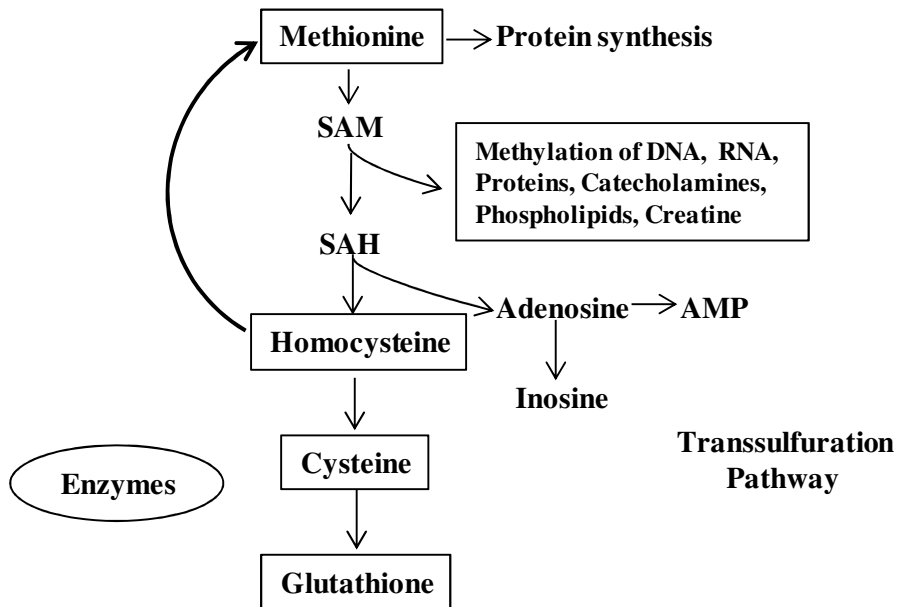 Methionine
Protein synthesis
SAM
Methylation of DNA, RNA,
Proteins, Catecholamines,
Phospholipids, Creatine
SAH
Adenosine
AMP
Homocysteine
Inosine
Transsulfuration
Pathway
Cysteine
Enzymes
Glutathione